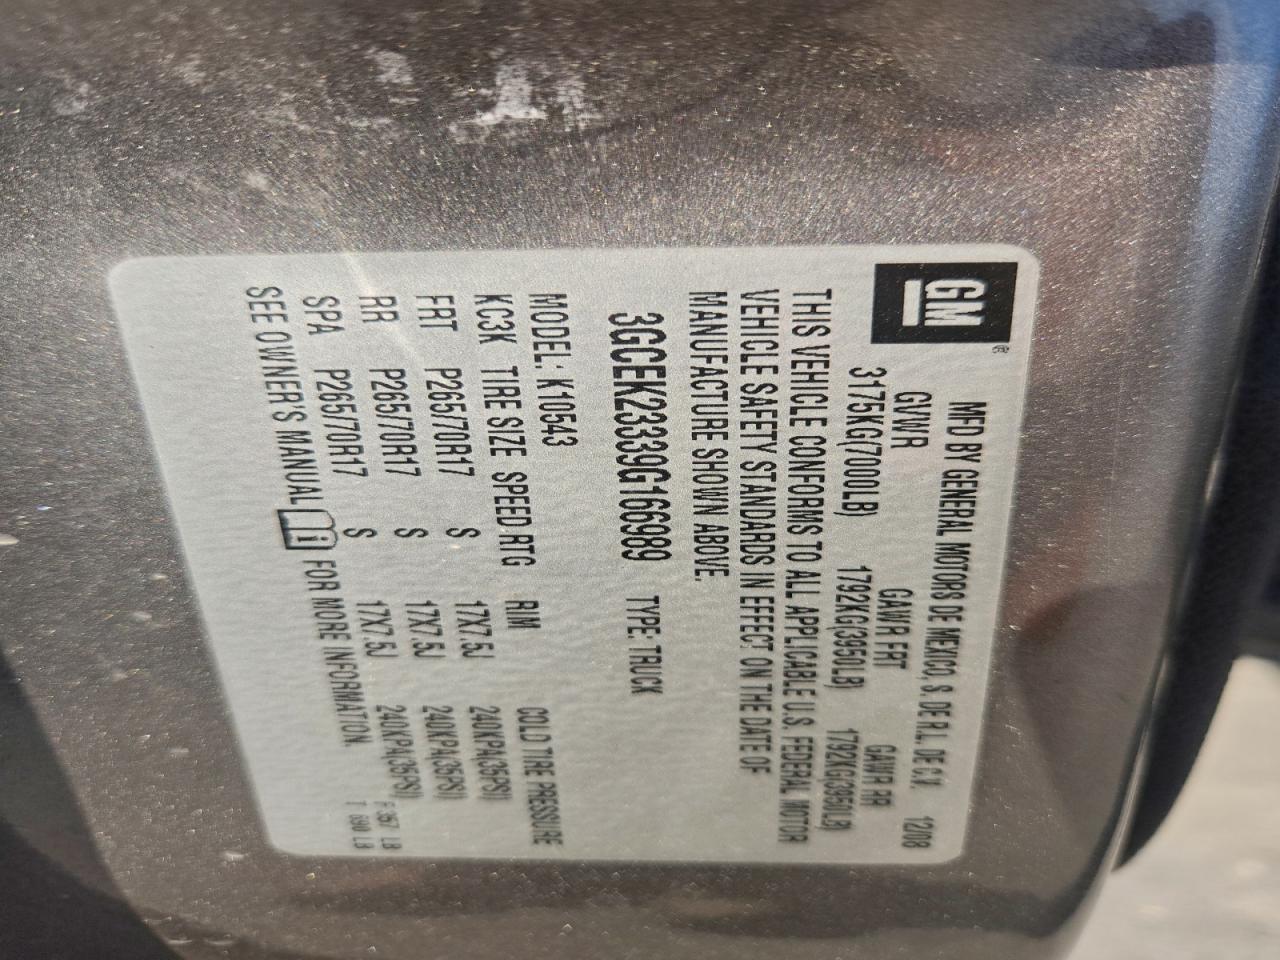 GM®
MFD BY GENERAL MOTORS DE MEXICO, S. DE R.L. DE C.V. 12/08
GVWR GAWR FRT GAWR RR
3175KG(7000LB) 1792KG(3950LB) 1792KG(3950LB)
THIS VEHICLE CONFORMS TO ALL APPLICABLE U.S. FEDERAL MOTOR
VEHICLE SAFETY STANDARDS IN EFFECT ON THE DATE OF
MANUFACTURE SHOWN ABOVE.
3GCEK23339G166989 TYPE: TRUCK
MODEL: K10543
KC3K TIRE SIZE SPEED RTG RIM COLD TIRE PRESSURE
FRT P265/70R17 S 17X7.5J 240KPA(35PSI)
RR P265/70R17 S 17X7.5J 240KPA(35PSI)
SPA P265/70R17 S 17X7.5J 240KPA(35PSI)
SEE OWNER'S MANUAL FOR MORE INFORMATION.
F 357 LB
T 690 LB